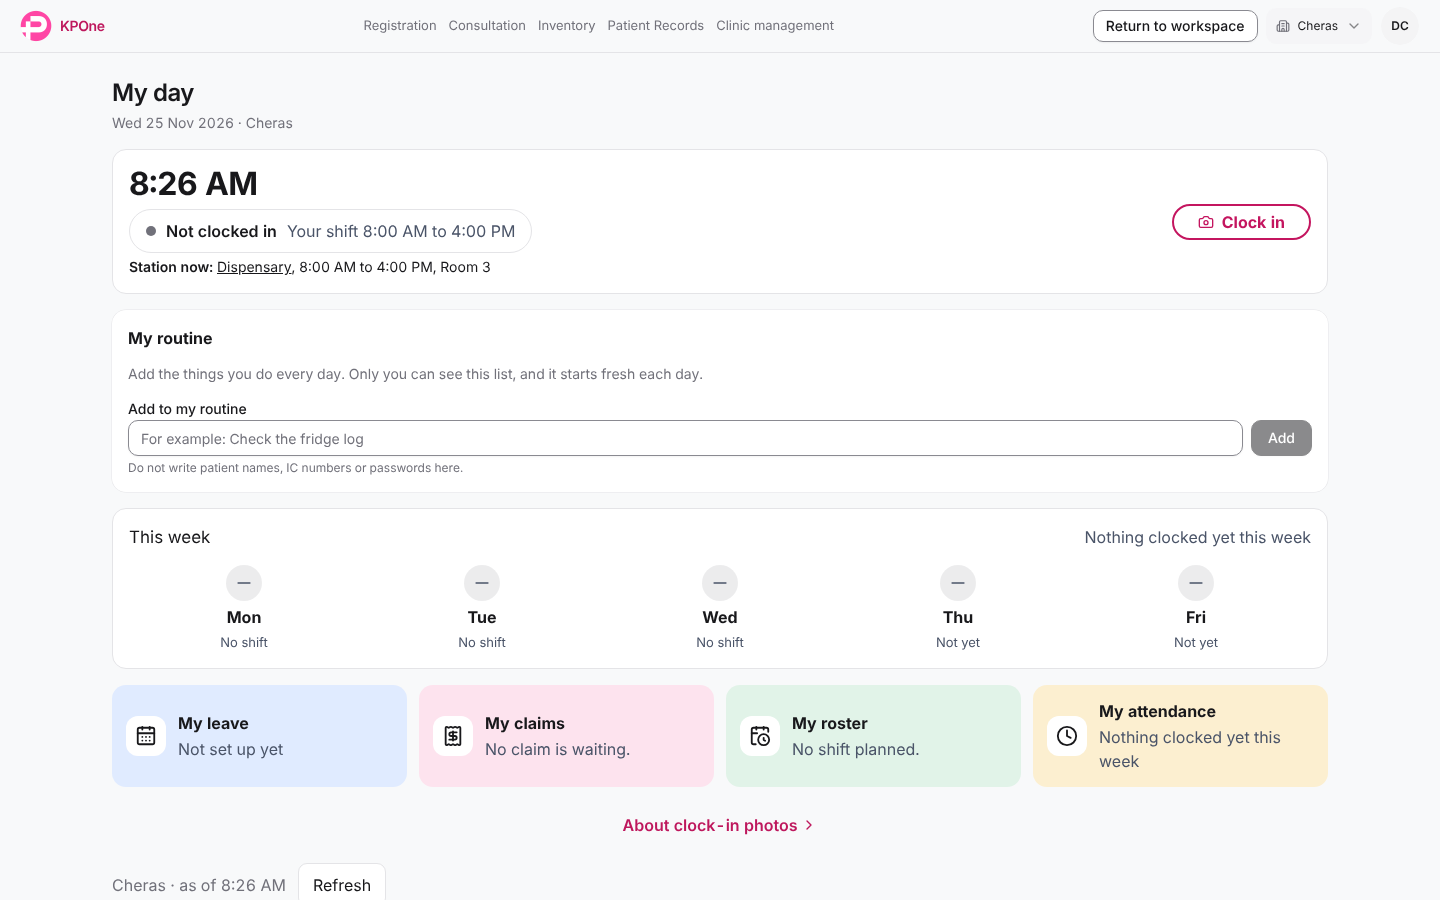 KPOne
Registration Consultation Inventory Patient Records Clinic management
Return to workspace
Cheras
DC
My day
Wed 25 Nov 2026 · Cheras
8:26 AM
Not clocked in Your shift 8:00 AM to 4:00 PM
Clock in
Station now: Dispensary, 8:00 AM to 4:00 PM, Room 3
My routine
Add the things you do every day. Only you can see this list, and it starts fresh each day.
Add to my routine
For example: Check the fridge log
Add
Do not write patient names, IC numbers or passwords here.
This week
Nothing clocked yet this week
Mon Tue Wed Thu Fri
No shift No shift No shift Not yet Not yet
My leave
Not set up yet
My claims
No claim is waiting.
My roster
No shift planned.
My attendance
Nothing clocked yet this
week
About clock-in photos
Cheras · as of 8:26 AM
Refresh